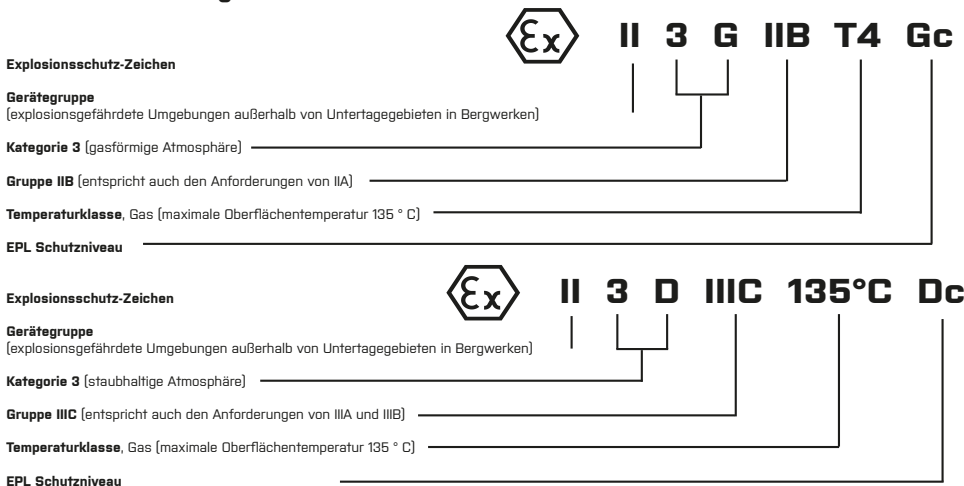 Ex II 3 G IIB T4 Gc
Explosionsschutz-Zeichen
Gerätegruppe
(explosionsgefährdete Umgebungen außerhalb von Untertagegebieten in Bergwerken)
Kategorie 3 (gasförmige Atmosphäre)
Gruppe IIB (entspricht auch den Anforderungen von IIA)
Temperaturklasse, Gas (maximale Oberflächentemperatur 135 ° C)
EPL Schutzniveau
Ex II 3 D IIIC 135°C Dc
Explosionsschutz-Zeichen
Gerätegruppe
(explosionsgefährdete Umgebungen außerhalb von Untertagegebieten in Bergwerken)
Kategorie 3 (staubhaltige Atmosphäre)
Gruppe IIIC (entspricht auch den Anforderungen von IIIA und IIIB)
Temperaturklasse, Gas (maximale Oberflächentemperatur 135 ° C)
EPL Schutzniveau